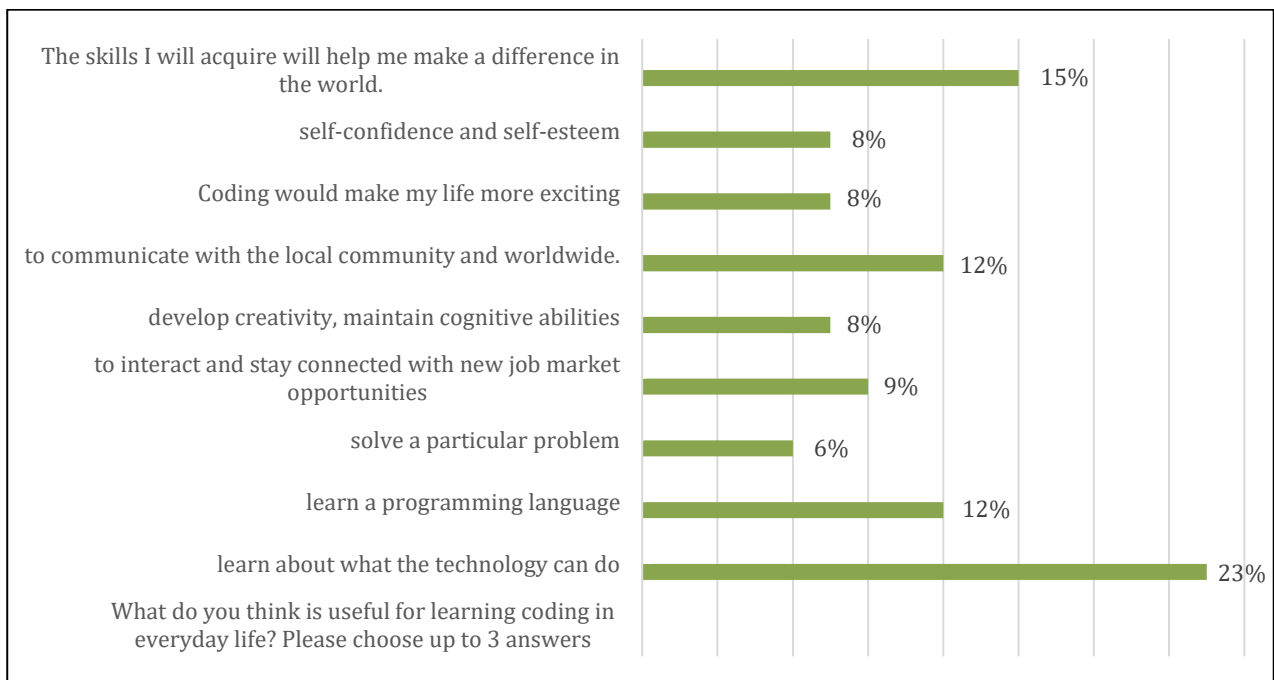 The skills I will acquire will help me make a difference in
the world.
15%
self-confidence and self-esteem
8%
Coding would make my life more exciting
8%
to communicate with the local community and worldwide.
12%
develop creativity, maintain cognitive abilities
8%
to interact and stay connected with new job market
opportunities
9%
solve a particular problem
6%
learn a programming language
12%
learn about what the technology can do
23%
What do you think is useful for learning coding in
everyday life? Please choose up to 3 answers